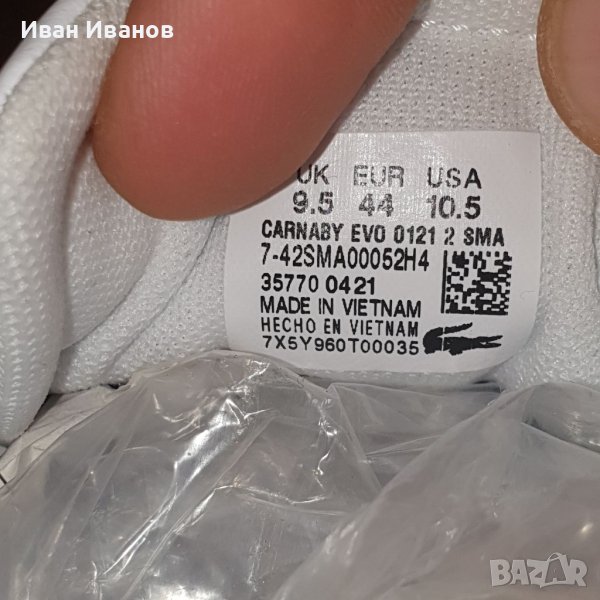 Иван Иванов
UK EUR USA
9.5 44 10.5
CARNABY EVO 0121 2 SMA
7-42SMA00052H4
35770 0421
MADE IN VIETNAM
HECHO EN VIETNAM
7X5Y960T00035
BAZAR